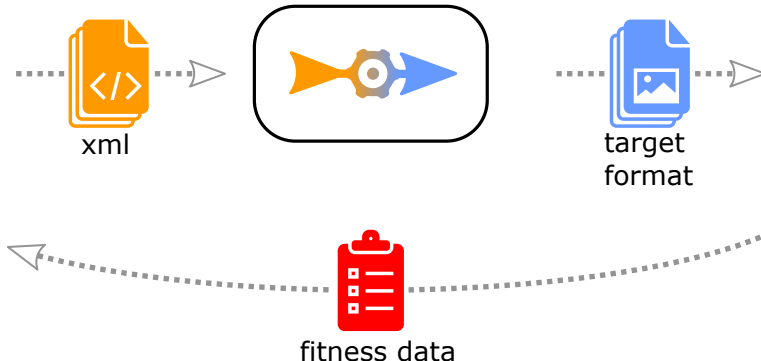 </>
xml
target
format
fitness data